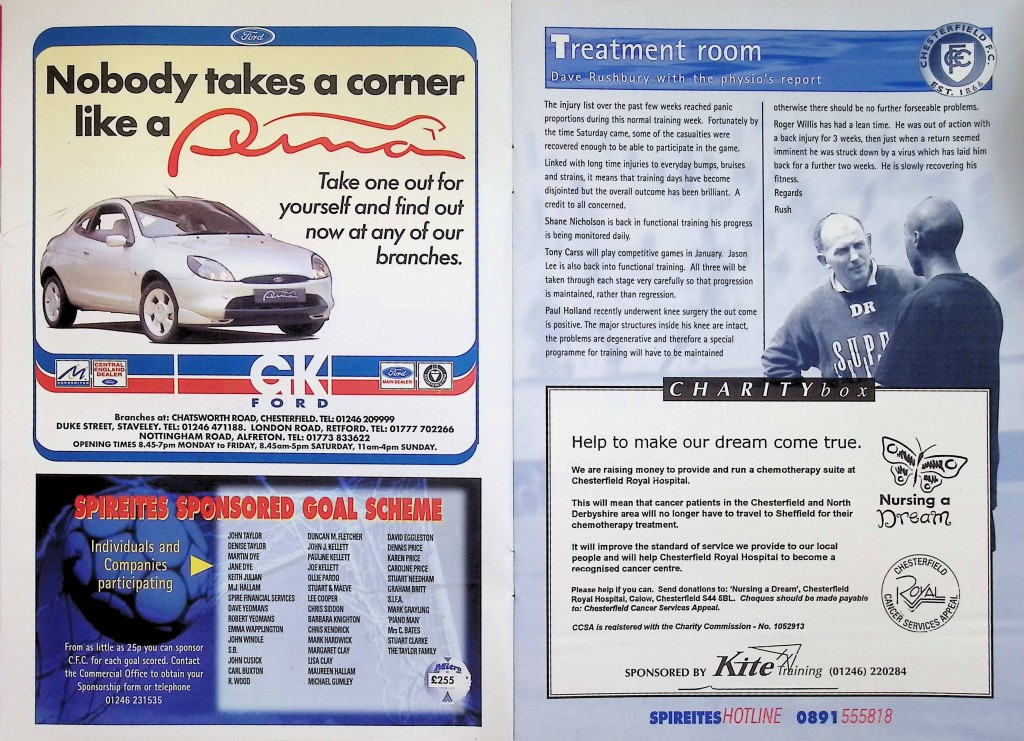 Ford
Nobody takes a corner
like a Puma
Take one out for
yourself and find out
now at any of our
branches.
Puma
CENTRAL
ENGLAND
DEALER
GK
FORD
Ford
MAIN DEALER
Branches at: CHATSWORTH ROAD, CHESTERFIELD. TEL: 01246 209999
DUKE STREET, STAVELEY. TEL: 01246 471188. LONDON ROAD, RETFORD. TEL: 01777 702266
NOTTINGHAM ROAD, ALFRETON. TEL: 01773 833622
OPENING TIMES 8.45-7pm MONDAY to FRIDAY, 8.45am-5pm SATURDAY, 11am-4pm SUNDAY.
SPIREITES SPONSORED GOAL SCHEME
Individuals and
Companies
participating
From as little as 25p you can sponsor
C.F.C. for each goal scored. Contact
the Commercial Office to obtain your
Sponsorship form or telephone
01246 231535
JOHN TAYLOR
DENISE TAYLOR
MARTIN DYE
JANE DYE
KEITH JULIAN
M.J. HALLAM
SPIRE FINANCIAL SERVICES
DAVE YEOMANS
ROBERT YEOMANS
EMMA WAPPLINGTON
JOHN WINDLE
S.B.
JOHN CUSICK
CARL BUXTON
R. WOOD
DUNCAN M. FLETCHER
JOHN J. KELLETT
PAULINE KELLETT
JOE KELLETT
OLLIE PARDO
STUART & MAEVE
LEE COOPER
CHRIS SIDDON
BARBARA KNIGHTON
CHRIS KENDRICK
MARK HARDWICK
MARGARET CLAY
LISA CLAY
MAUREEN HALLAM
MICHAEL GUMLEY
DAVID EGGLESTON
DENNIS PRICE
KAREN PRICE
CAROLINE PRICE
STUART NEEDHAM
GRAHAM BRITT
S.I.F.A.
MARK GRAYLING
'PIANO MAN'
Mrs C. BATES
STUART CLARKE
THE TAYLOR FAMILY
Mitre
£255
Treatment room
Dave Rushbury with the physio's report
CHESTERFIELD F.C.
CFC
EST. 1866
The injury list over the past few weeks reached panic
proportions during this normal training week. Fortunately by
the time Saturday came, some of the casualties were
recovered enough to be able to participate in the game.
Linked with long time injuries to everyday bumps, bruises
and strains, it means that training days have become
disjointed but the overall outcome has been brilliant. A
credit to all concerned.
Shane Nicholson is back in functional training his progress
is being monitored daily.
Tony Carss will play competitive games in January. Jason
Lee is also back into functional training. All three will be
taken through each stage very carefully so that progression
is maintained, rather than regression.
Paul Holland recently underwent knee surgery the out come
is positive. The major structures inside his knee are intact,
the problems are degenerative and therefore a special
programme for training will have to be maintained
otherwise there should be no further forseeable problems.
Roger Willis has had a lean time. He was out of action with
a back injury for 3 weeks, then just when a return seemed
imminent he was struck down by a virus which has laid him
back for a further two weeks. He is slowly recovering his
fitness.
Regards
Rush
DR
SUPR
CHARITYbox
Help to make our dream come true.
We are raising money to provide and run a chemotherapy suite at
Chesterfield Royal Hospital.
This will mean that cancer patients in the Chesterfield and North
Derbyshire area will no longer have to travel to Sheffield for their
chemotherapy treatment.
It will improve the standard of service we provide to our local
people and will help Chesterfield Royal Hospital to become a
recognised cancer centre.
Please help if you can. Send donations to: 'Nursing a Dream', Chesterfield
Royal Hospital, Calow, Chesterfield S44 5BL. Cheques should be made payable
to: Chesterfield Cancer Services Appeal.
CCSA is registered with the Charity Commission - No. 1052913
Nursing a
Dream
CHESTERFIELD
ROYAL
CANCER SERVICES APPEAL
SPONSORED BY Kite Training (01246) 220284
SPIREITES HOTLINE 0891 555818